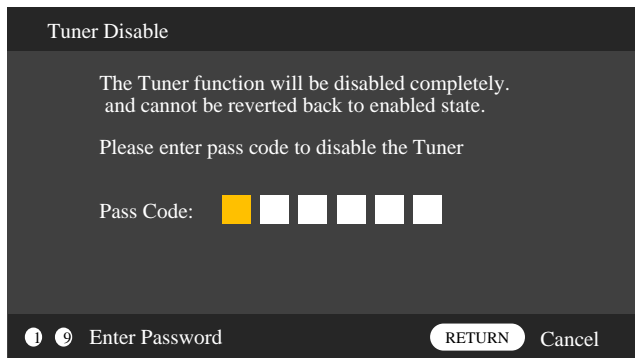 Tuner Disable
The Tuner function will be disabled completely.
and cannot be reverted back to enabled state.
Please enter pass code to disable the Tuner
Pass Code:
1 9 Enter Password RETURN Cancel